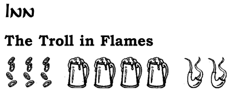 Inn
The Troll in Flames